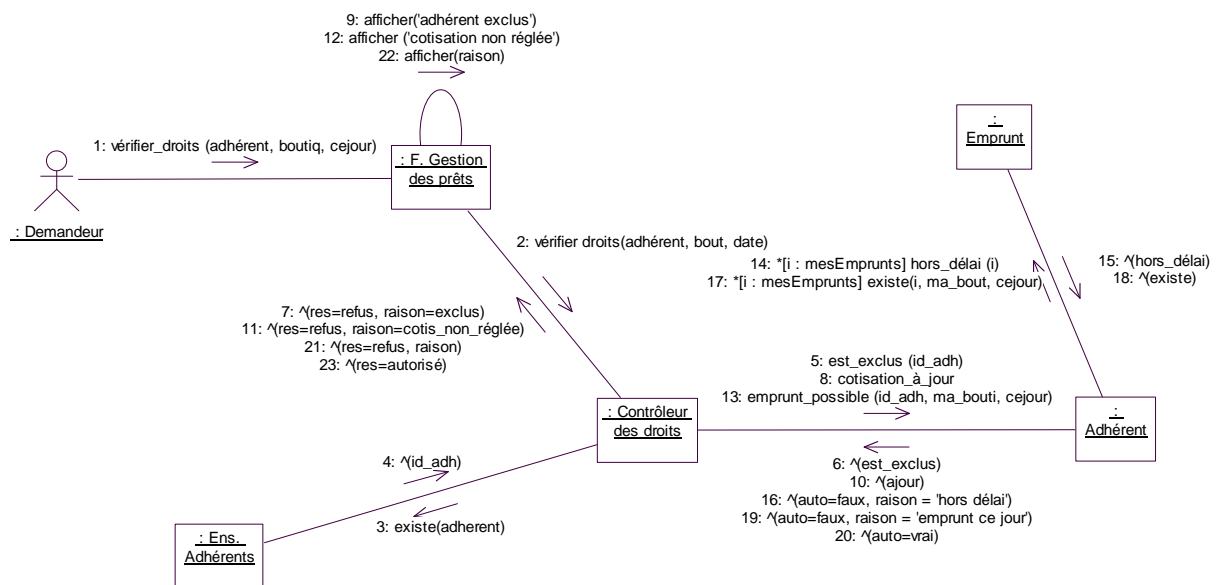 9: afficher('adhérent exclus')
12: afficher ('cotisation non réglée')
22: afficher(raison)
1: vérifier_droits (adhérent, boutiq, cejour)
: F. Gestion
des prêts
: Demandeur
:
Emprunt
2: vérifier droits(adhérent, bout, date)
14: *[i : mesEmprunts] hors_délai (i)
17: *[i : mesEmprunts] existe(i, ma_bout, cejour)
15: ^(hors_délai)
18: ^(existe)
7: ^(res=refus, raison=exclus)
11: ^(res=refus, raison=cotis_non_réglée)
21: ^(res=refus, raison)
23: ^(res=autorisé)
5: est_exclus (id_adh)
8: cotisation_à_jour
13: emprunt_possible (id_adh, ma_bouti, cejour)
: Contrôleur
des droits
:
Adhérent
6: ^(est_exclus)
10: ^(ajour)
16: ^(auto=faux, raison = 'hors délai')
19: ^(auto=faux, raison = 'emprunt ce jour')
20: ^(auto=vrai)
4: ^(id_adh)
3: existe(adherent)
: Ens.
Adhérents